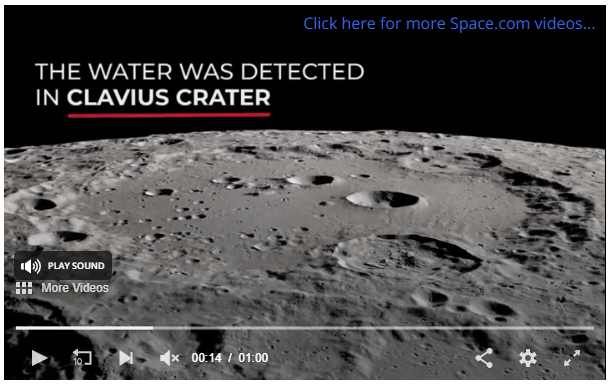 Click here for more Space.com videos...
THE WATER WAS DETECTED
IN CLAVIUS CRATER
PLAY SOUND
More Videos
10
00:14 / 01:00